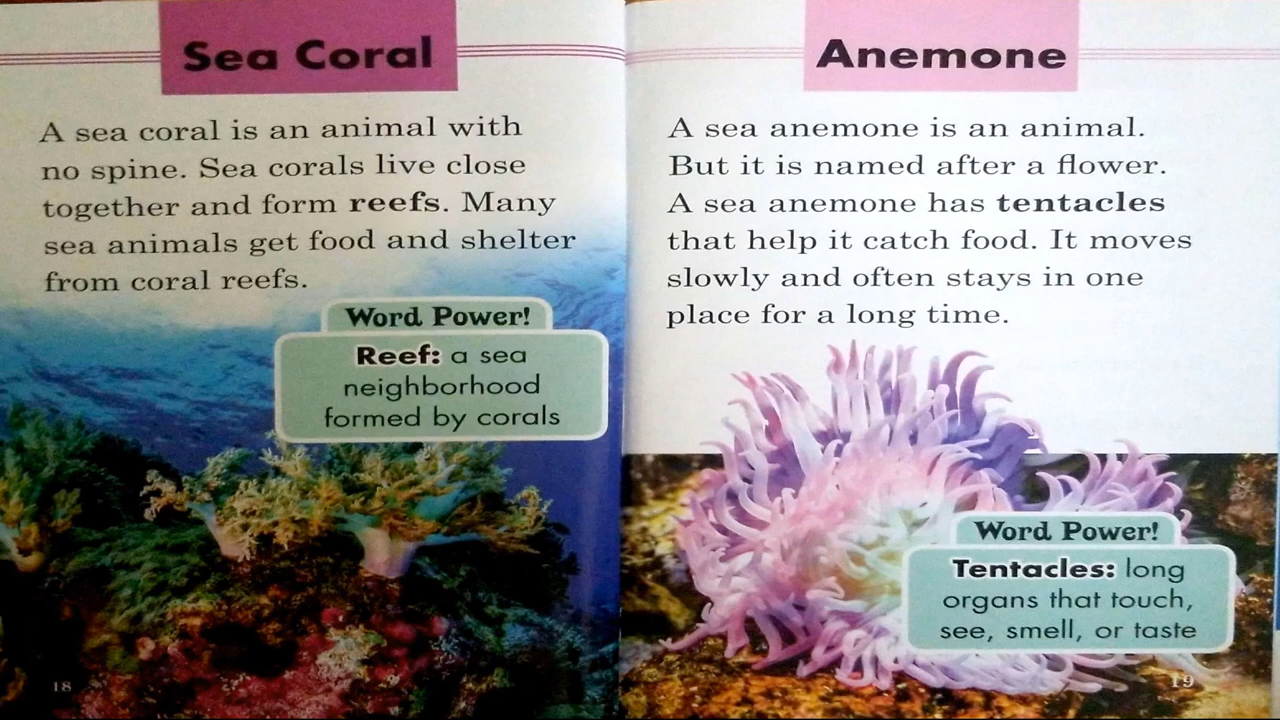 Sea Coral
A sea coral is an animal with
no spine. Sea corals live close
together and form reefs. Many
sea animals get food and shelter
from coral reefs.
Word Power!
Reef: a sea
neighborhood
formed by corals
18
Anemone
A sea anemone is an animal.
But it is named after a flower.
A sea anemone has tentacles
that help it catch food. It moves
slowly and often stays in one
place for a long time.
Word Power!
Tentacles: long
organs that touch,
see, smell, or taste
19